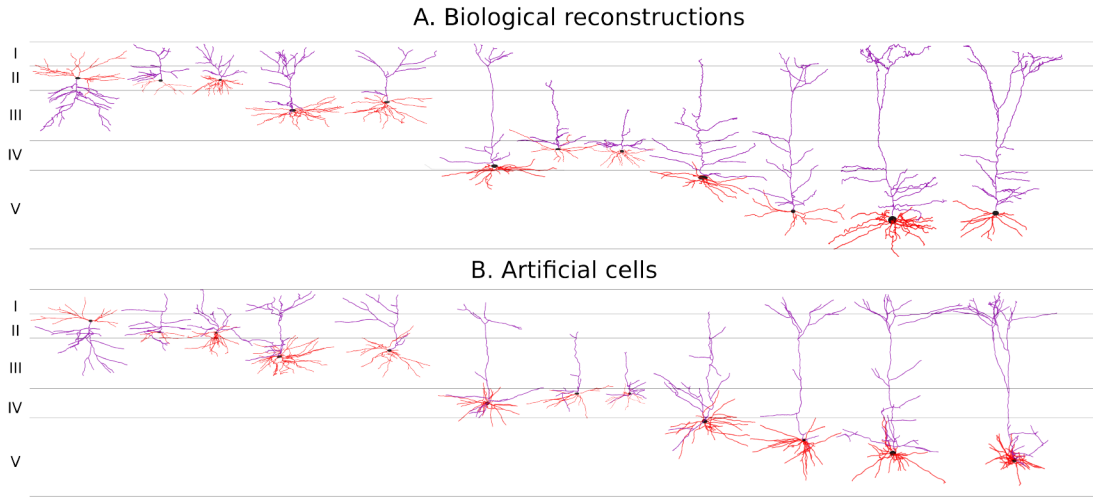 A. Biological reconstructions
I
II
III
IV
V
B. Artificial cells
I
II
III
IV
V